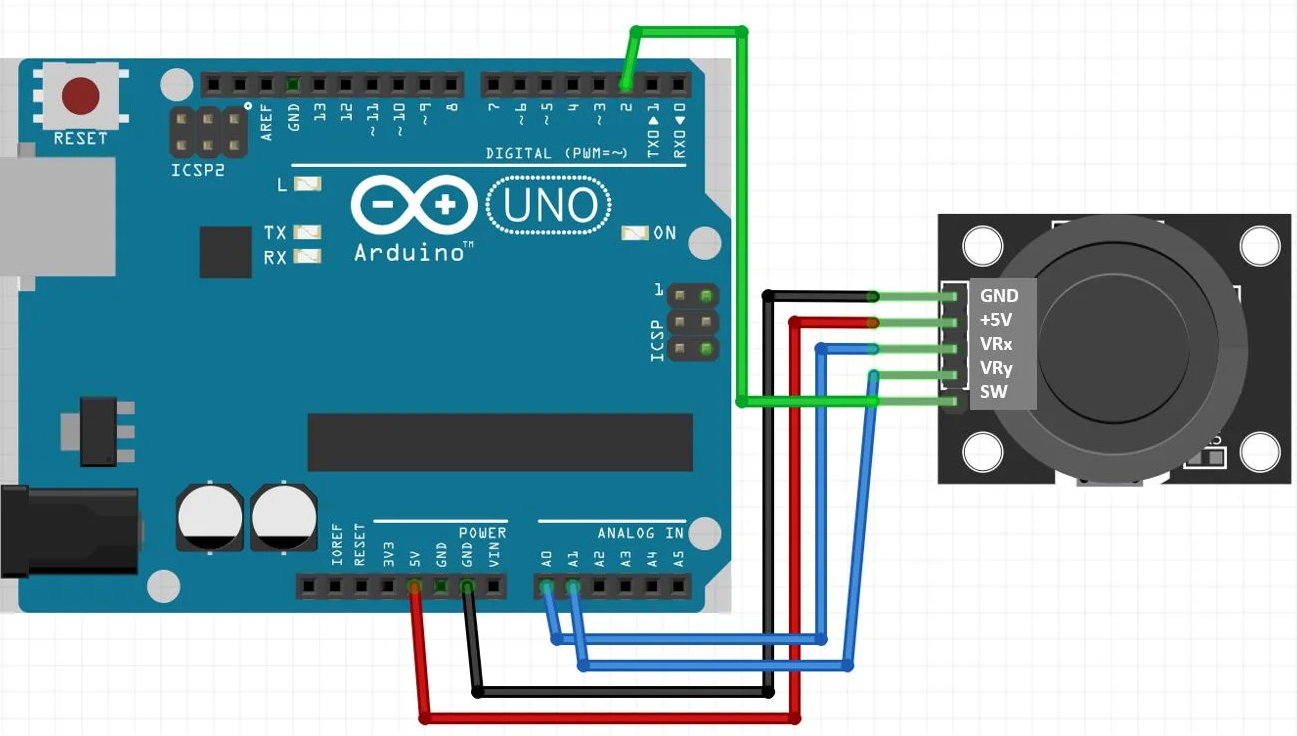 RESET
ICSP2
AREF
GND
13
12
~11
~10
~9
8
7
~6
~5
4
~3
2
TX0▶1
RX0◀0
DIGITAL (PWM=~)
L
TX
RX
Arduino™
UNO
ON
1
ICSP
GND
+5V
VRx
VRy
SW
IOREF
RESET
3V3
5V
GND
GND
VIN
POWER
ANALOG IN
A0
A1
A2
A3
A4
A5